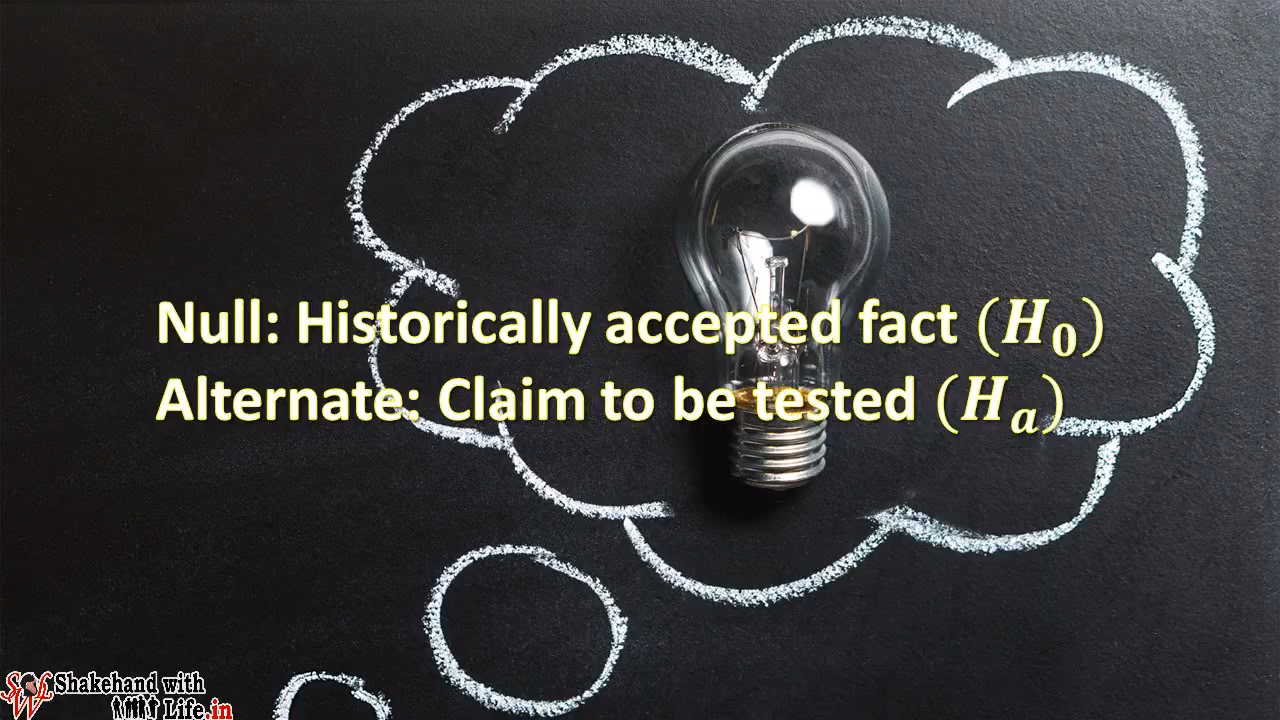 Null: Historically accepted fact (H₀)
Alternate: Claim to be tested (Hₐ)
Shakehand with
Life.in